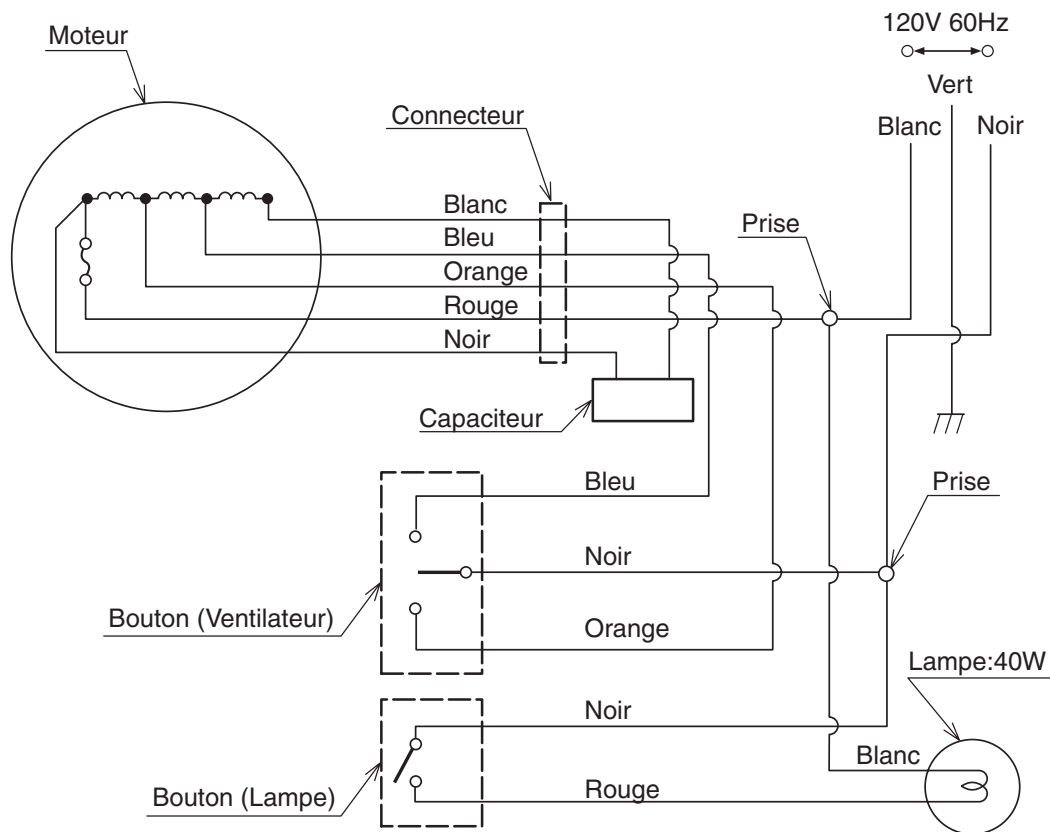 120V 60Hz
Moteur
Vert
Connecteur
Blanc
Noir
Blanc
Prise
Bleu
Orange
Rouge
Noir
Capaciteur
Bleu
Prise
Noir
Bouton (Ventilateur)
Orange
Lampe:40W
Noir
Blanc
Bouton (Lampe)
Rouge